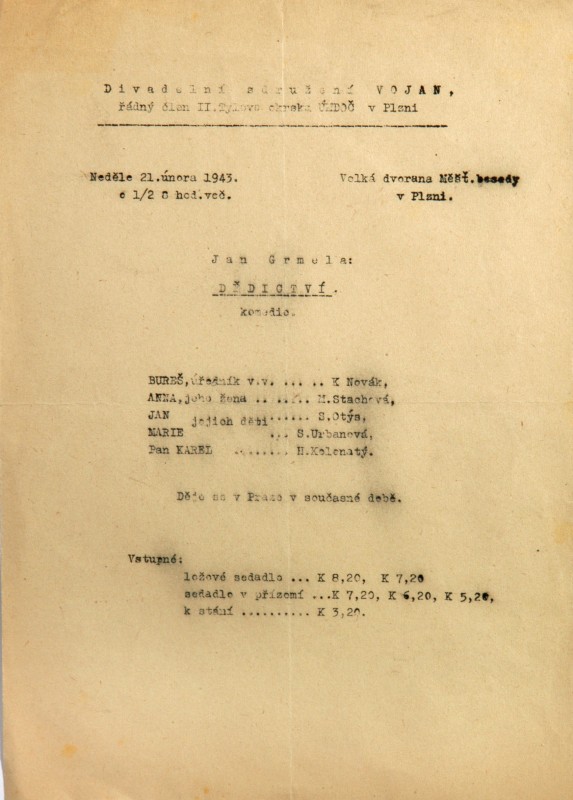 Divadelní sdružení VOJAN,
řádný člen II.Tylova okrsku ÚMDOČ v Plzni
Neděle 21.února 1943. Velká dvorana Měšť.besedy
o 1/2 8 hod.več. v Plzni.
Jan Grmela:
DĚDICTVÍ.
komedie.
BUREŠ,úředník v.v. ... .. K Novák,
ANNA,jeho žena .. ..... M.Stachová,
JAN jejich děti...... S.Otýs,
MARIE ... S.Urbanová,
Pan KAREL ........ H.Kolenatý.
Děje se v Praze v současné době.
Vstupné:
ložové sedadlo ... K 8,20, K 7,20
sedadlo v přízemí ...K 7,20, K 6,20, K 5,20,
k stání .......... K 3,20.